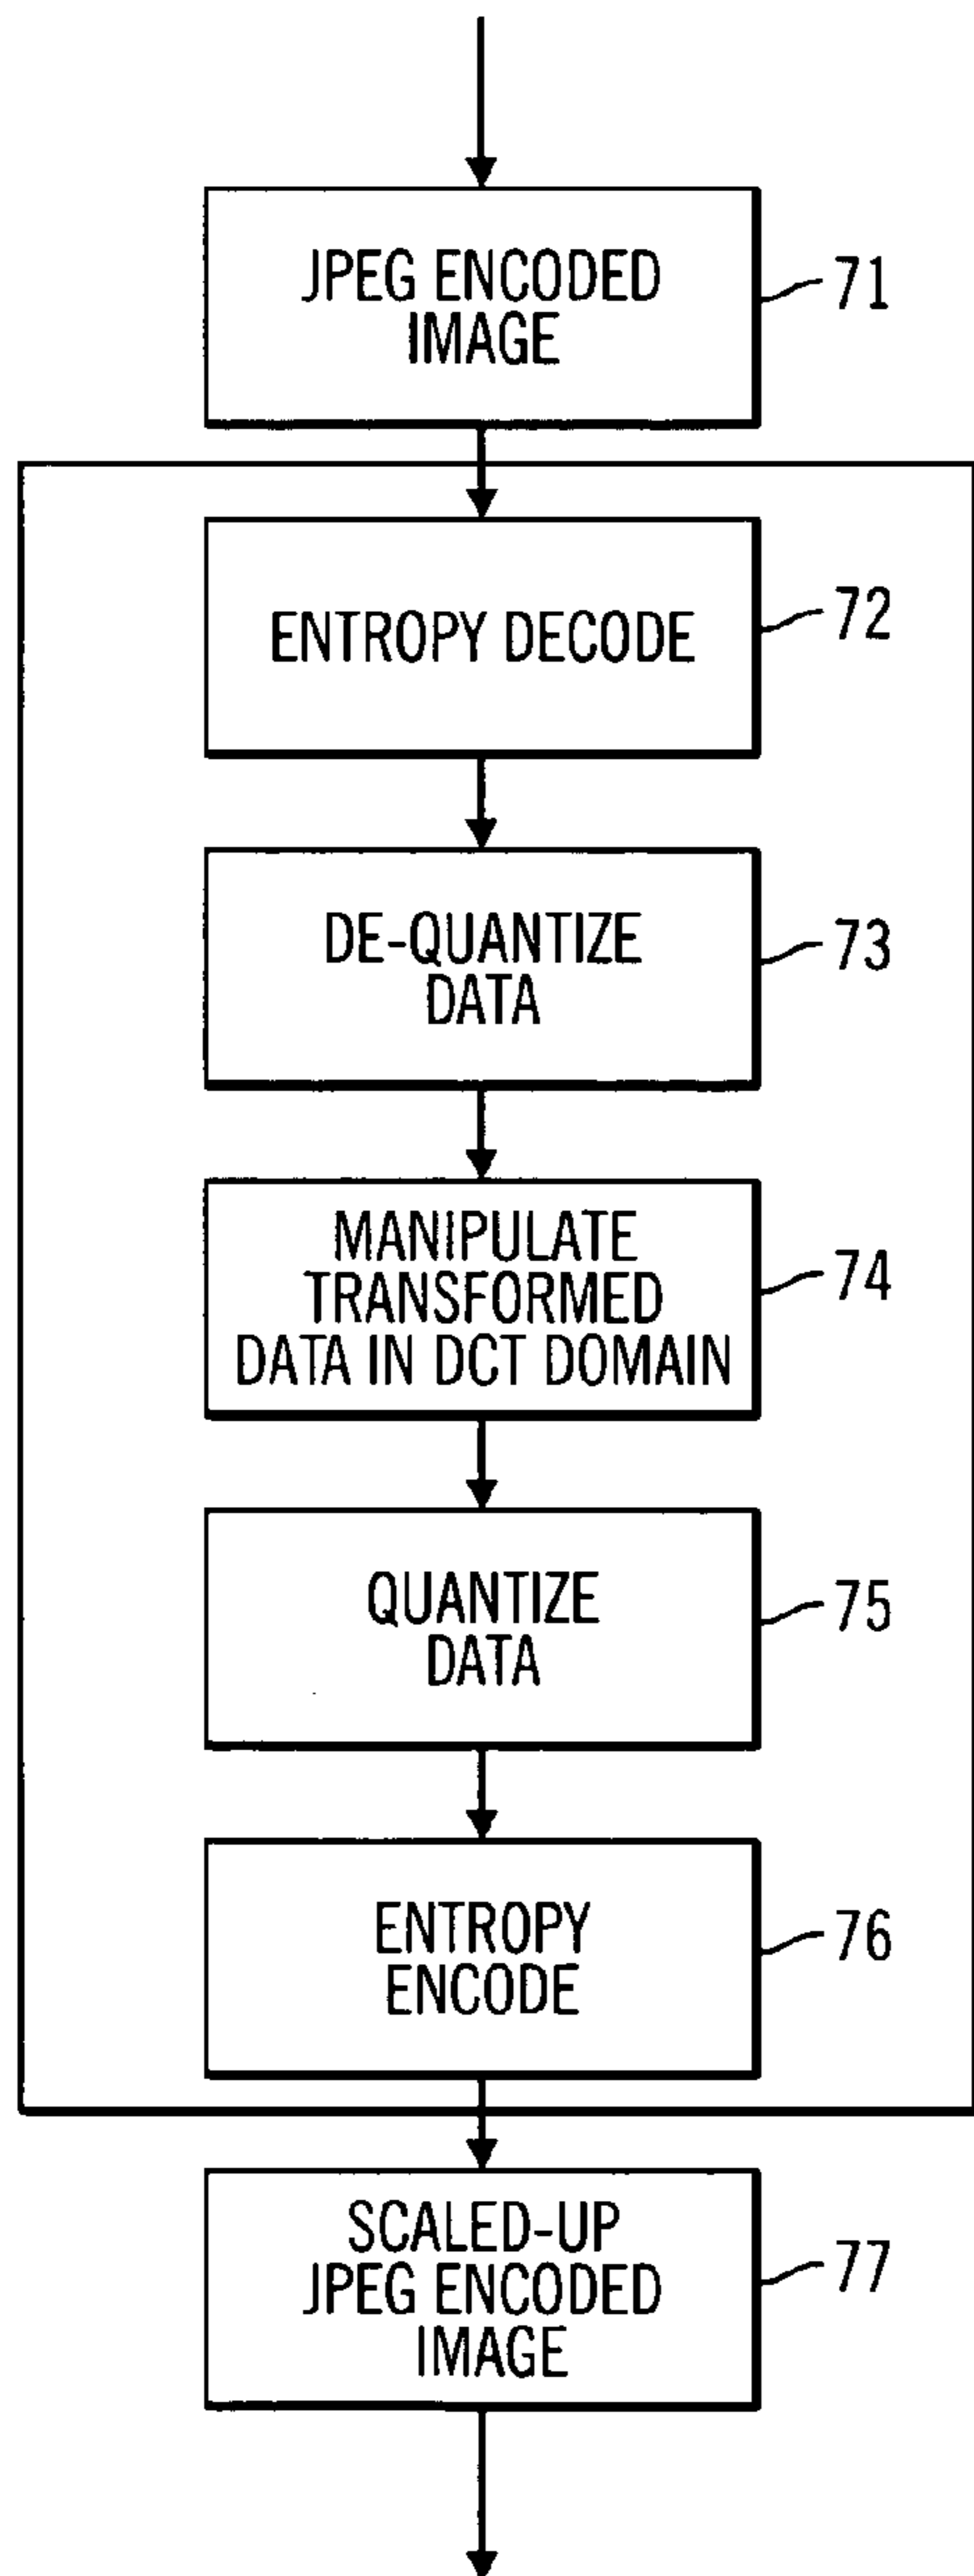 JPEG ENCODED
IMAGE
71
ENTROPY DECODE
72
DE-QUANTIZE
DATA
73
MANIPULATE
TRANSFORMED
DATA IN DCT DOMAIN
74
QUANTIZE
DATA
75
ENTROPY
ENCODE
76
SCALED-UP
JPEG ENCODED
IMAGE
77